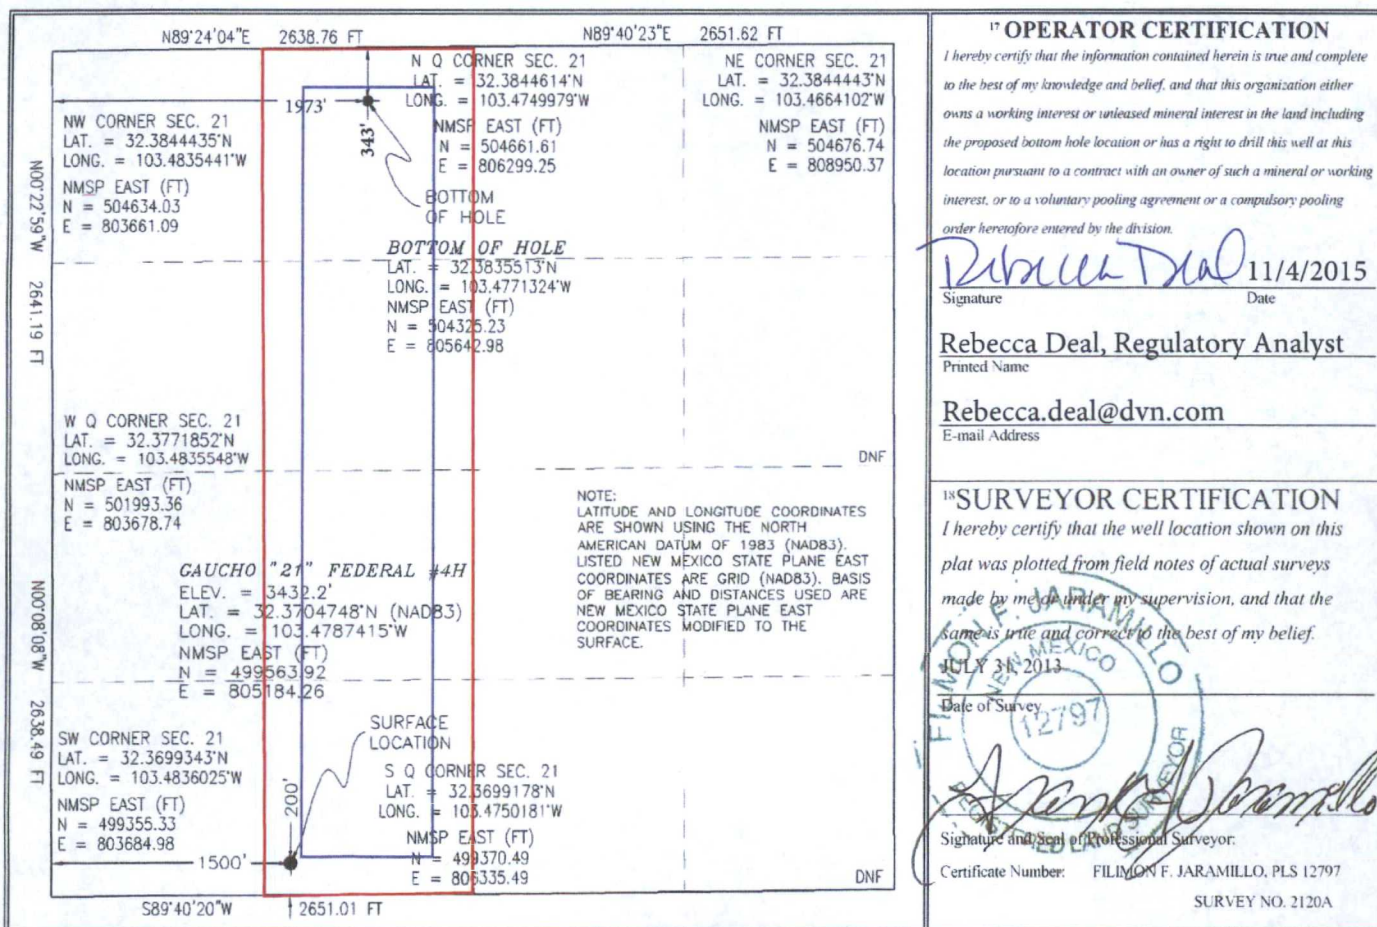 N89°24'04"E 2638.76 FT
N89°40'23"E 2651.62 FT
N Q CORNER SEC. 21
LAT. = 32.3844614°N
LONG. = 103.4749979°W
NMSP EAST (FT)
N = 504661.61
E = 806299.25
NE CORNER SEC. 21
LAT. = 32.3844443°N
LONG. = 103.4664102°W
NMSP EAST (FT)
N = 504676.74
E = 808950.37
1973'
343'
NW CORNER SEC. 21
LAT. = 32.3844435°N
LONG. = 103.4835441°W
NMSP EAST (FT)
N = 504634.03
E = 803661.09
N00°22'59"W 2641.19 FT
BOTTOM
OF HOLE
BOTTOM OF HOLE
LAT. = 32.3835513°N
LONG. = 103.4771324°W
NMSP EAST (FT)
N = 504325.23
E = 805642.98
W Q CORNER SEC. 21
LAT. = 32.3771852°N
LONG. = 103.4835548°W
NMSP EAST (FT)
N = 501993.36
E = 803678.74
DNF
NOTE:
LATITUDE AND LONGITUDE COORDINATES
ARE SHOWN USING THE NORTH
AMERICAN DATUM OF 1983 (NAD83).
LISTED NEW MEXICO STATE PLANE EAST
COORDINATES ARE GRID (NAD83). BASIS
OF BEARING AND DISTANCES USED ARE
NEW MEXICO STATE PLANE EAST
COORDINATES MODIFIED TO THE
SURFACE.
GAUCHO "21" FEDERAL #4H
ELEV. = 3432.2'
LAT. = 32.3704748°N (NAD83)
LONG. = 103.4787415°W
NMSP EAST (FT)
N = 499563.92
E = 805184.26
N00°08'08"W 2638.49 FT
SURFACE
LOCATION
SW CORNER SEC. 21
LAT. = 32.3699343°N
LONG. = 103.4836025°W
NMSP EAST (FT)
N = 499355.33
E = 803684.98
S Q CORNER SEC. 21
LAT. = 32.3699178°N
LONG. = 103.4750181°W
NMSP EAST (FT)
N = 499370.49
E = 806335.49
200'
1500'
DNF
S89°40'20"W 2651.01 FT
17 OPERATOR CERTIFICATION
I hereby certify that the information contained herein is true and complete
to the best of my knowledge and belief, and that this organization either
owns a working interest or unleased mineral interest in the land including
the proposed bottom hole location or has a right to drill this well at this
location pursuant to a contract with an owner of such a mineral or working
interest, or to a voluntary pooling agreement or a compulsory pooling
order heretofore entered by the division.
Rebecca Deal 11/4/2015
Signature Date
Rebecca Deal, Regulatory Analyst
Printed Name
Rebecca.deal@dvn.com
E-mail Address
18 SURVEYOR CERTIFICATION
I hereby certify that the well location shown on this
plat was plotted from field notes of actual surveys
made by me or under my supervision, and that the
same is true and correct to the best of my belief.
JULY 31, 2013
Date of Survey
FILIMON F. JARAMILLO
NEW MEXICO
12797
REGISTERED LAND SURVEYOR
Signature and Seal of Professional Surveyor:
Certificate Number: FILIMON F. JARAMILLO, PLS 12797
SURVEY NO. 2120A